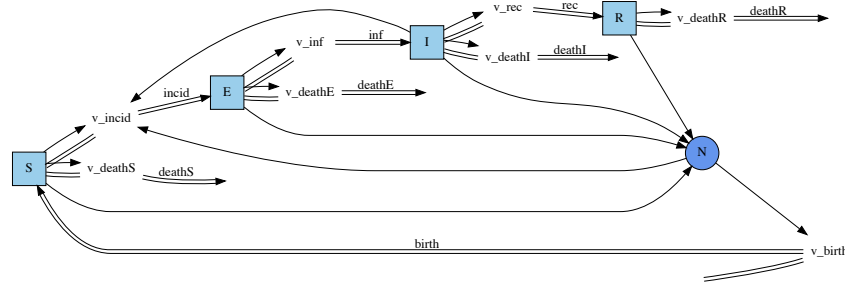 v_rec
rec
R
v_deathR
deathR
v_inf
inf
I
v_deathI
deathI
incid
E
v_deathE
deathE
v_incid
S
v_deathS
deathS
N
birth
v_birth